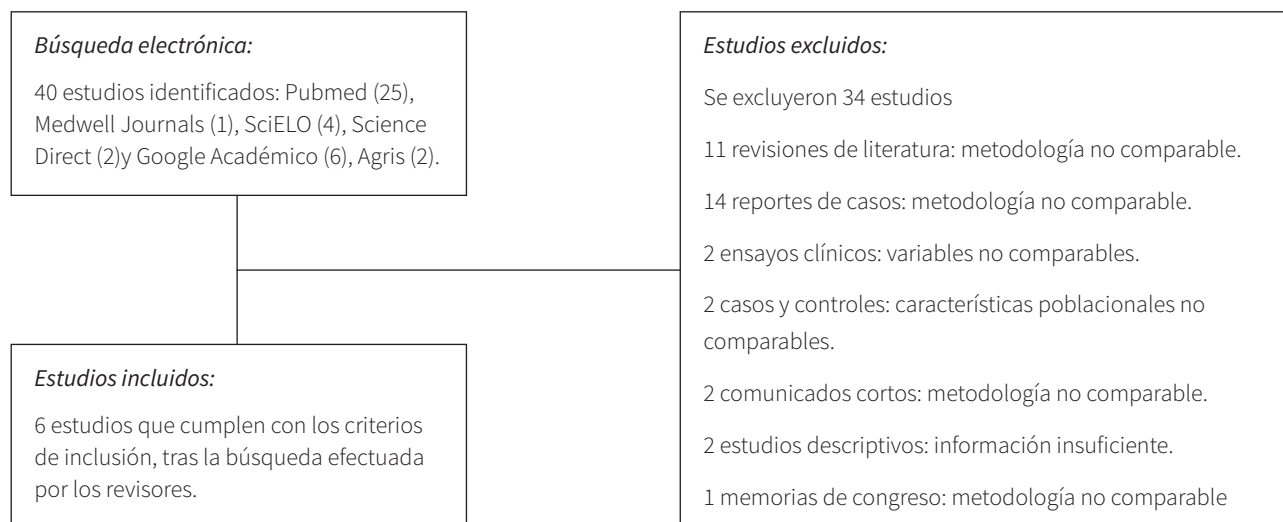 Búsqueda electrónica:
40 estudios identificados: Pubmed (25),
Medwell Journals (1), SciELO (4), Science
Direct (2)y Google Académico (6), Agris (2).
Estudios incluidos:
6 estudios que cumplen con los criterios
de inclusión, tras la búsqueda efectuada
por los revisores.
Estudios excluidos:
Se excluyeron 34 estudios
11 revisiones de literatura: metodología no comparable.
14 reportes de casos: metodología no comparable.
2 ensayos clínicos: variables no comparables.
2 casos y controles: características poblacionales no
comparables.
2 comunicados cortos: metodología no comparable.
2 estudios descriptivos: información insuficiente.
1 memorias de congreso: metodología no comparable